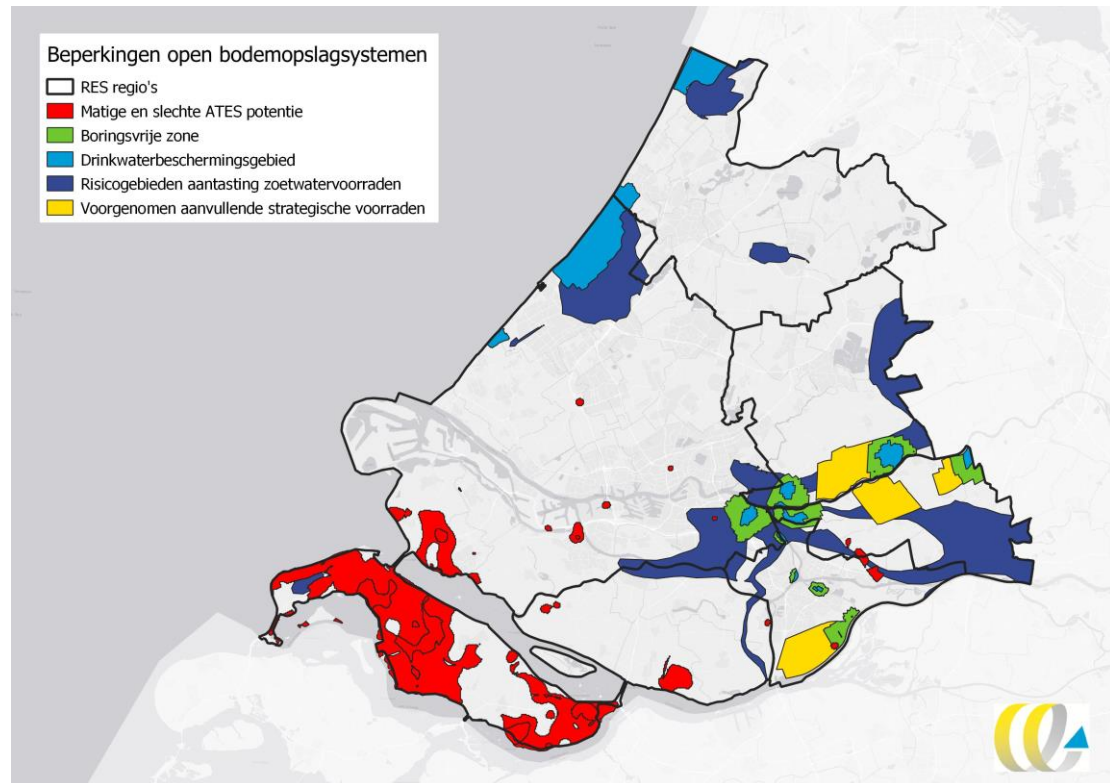 Beperkingen open bodemopslagsystemen
RES regio's
Matige en slechte ATES potentie
Boringsvrije zone
Drinkwaterbeschermingsgebied
Risicogebieden aantasting zoetwatervoorraden
Voorgenomen aanvullende strategische voorraden